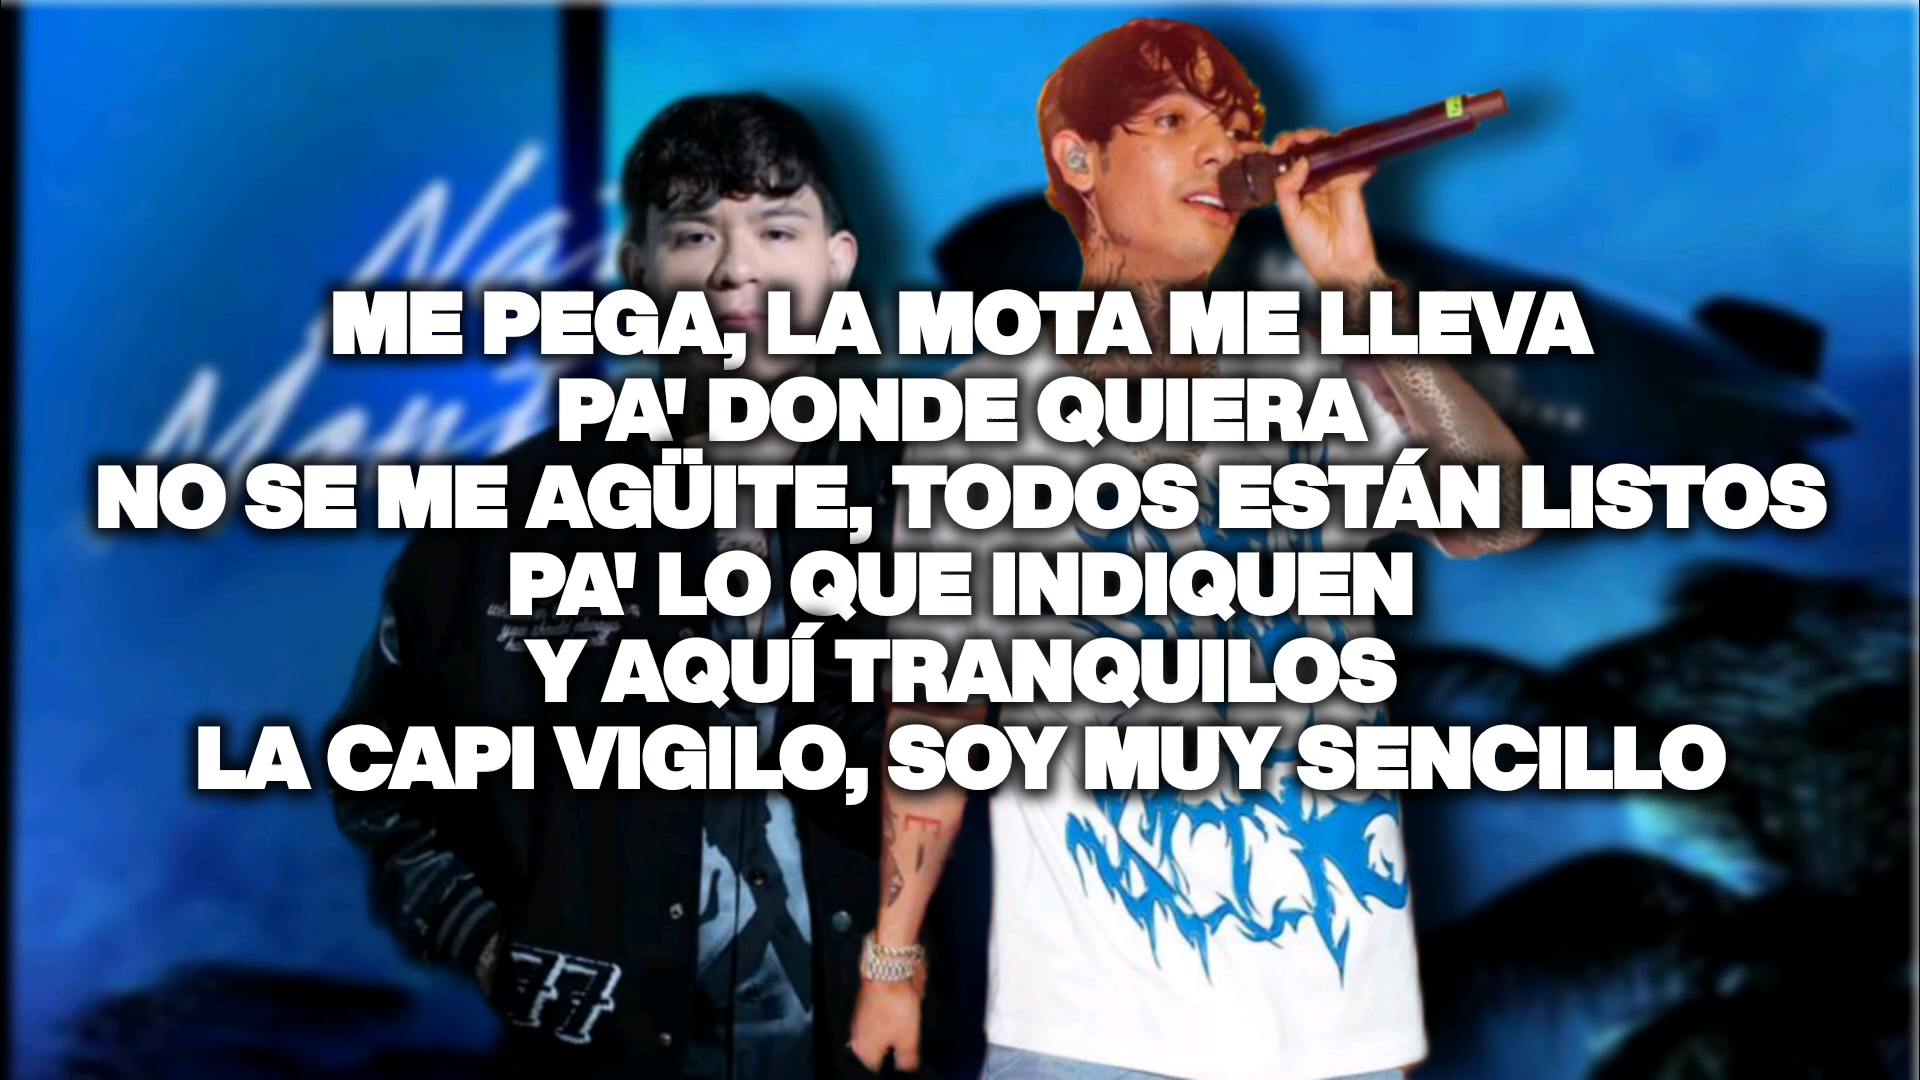 ME PEGA, LA MOTA ME LLEVA
PA' DONDE QUIERA
NO SE ME AGÜITE, TODOS ESTÁN LISTOS
PA' LO QUE INDIQUEN
Y AQUÍ TRANQUILOS
LA CAPI VIGILO, SOY MUY SENCILLO
77